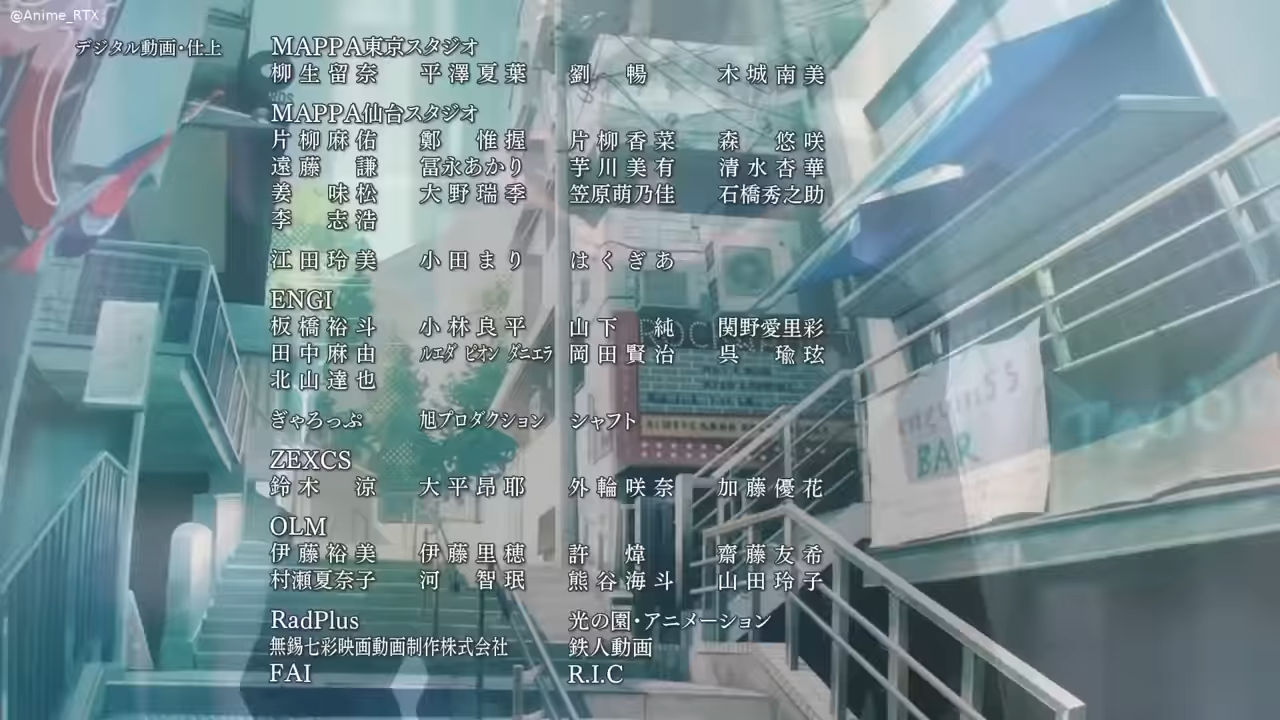 @Anime_RTX
デジタル動画・仕上
MAPPA東京スタジオ
柳生留奈 平澤夏葉 劉暢 木城南美
MAPPA仙台スタジオ
片柳麻佑 鄭惟握 片柳香菜 森悠咲
遠藤謙 冨永あかり 芋川美有 清水杏華
姜味松 大野瑞季 笠原萌乃佳 石橋秀之助
李志浩
江田玲美 小田まり はくぎあ
ENGI
板橋裕斗 小林良平 山下純 関野愛里彩
田中麻由 ルエダ ピオン ダニエラ 岡田賢治 呉瑜玹
北山達也
ぎゃろっぷ 旭プロダクション シャフト
ZEXCS
鈴木涼 大平昂耶 外輪咲奈 加藤優花
OLM
伊藤裕美 伊藤里穂 許煒 齋藤友希
村瀬夏奈子 河智珉 熊谷海斗 山田玲子
RadPlus 光の園・アニメーション
無錫七彩映画動画制作株式会社 鉄人動画
FAI R.I.C
BAR